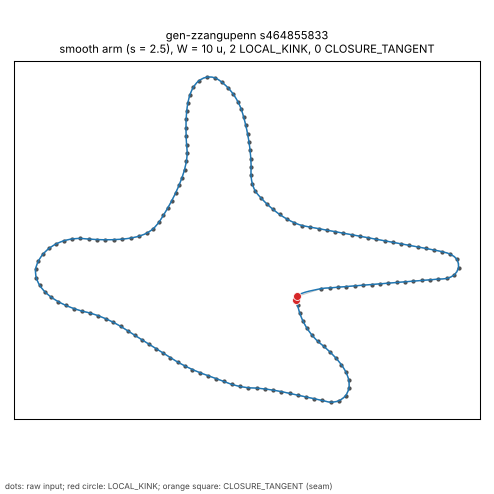 gen-zzangupenn s464855833
smooth arm (s = 2.5), W = 10 u, 2 LOCAL_KINK, 0 CLOSURE_TANGENT
dots: raw input; red circle: LOCAL_KINK; orange square: CLOSURE_TANGENT (seam)